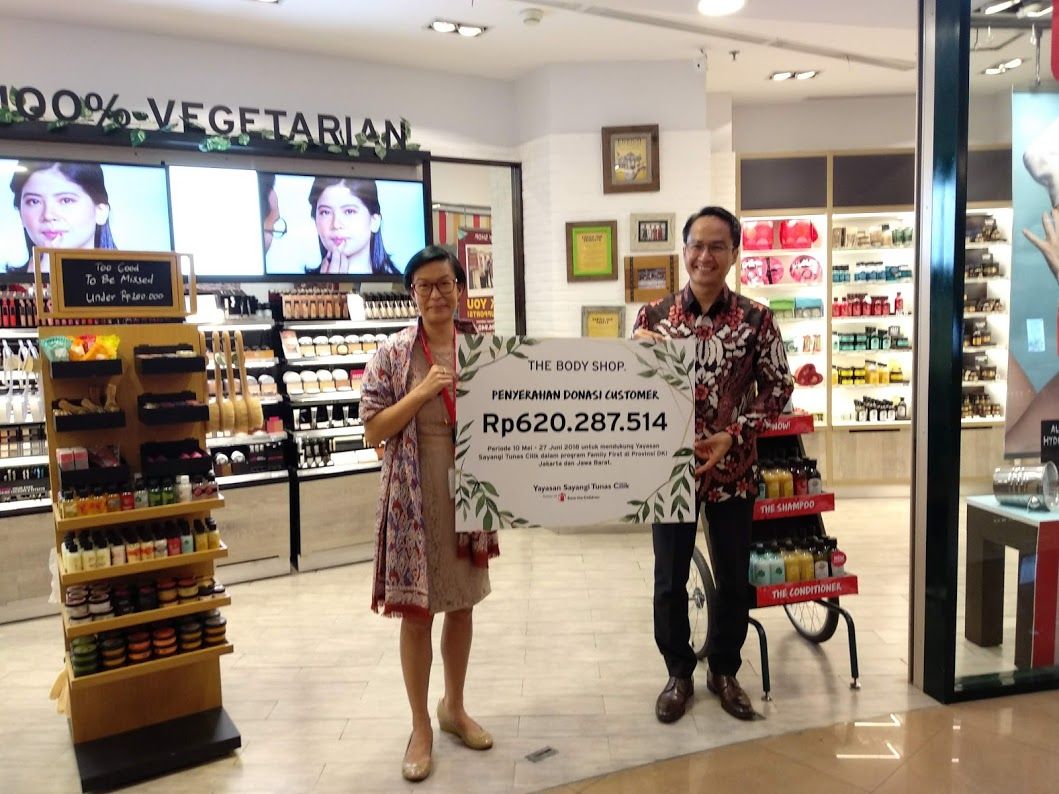 100% VEGETARIAN
Too Good
To Be Missed
Under Rp280.000
THE BODY SHOP.
PENYERAHAN DONASI CUSTOMER
Rp620.287.514
Periode 10 Mei - 27 Juni 2018 untuk mendukung Yayasan
Sayangi Tunas Cilik dalam program Family First di Provinsi DKI
Jakarta dan Jawa Barat.
Yayasan Sayangi Tunas Cilik
Save the Children
NOW!
THE SHAMPOO
THE CONDITIONER